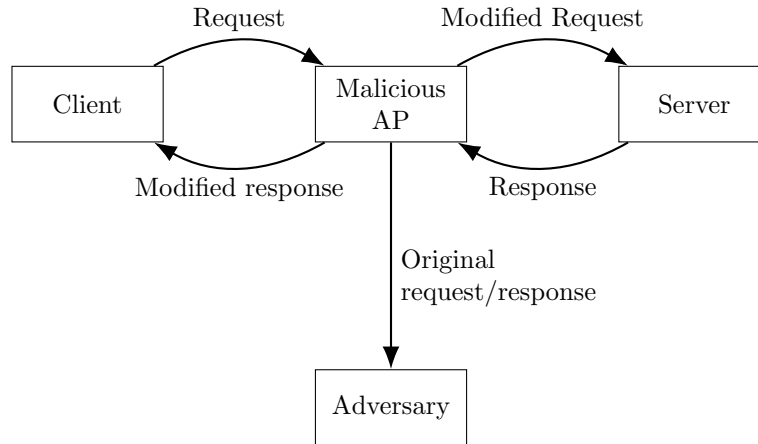 Request
Modified Request
Client
Malicious
AP
Server
Modified response
Response
Original
request/response
Adversary